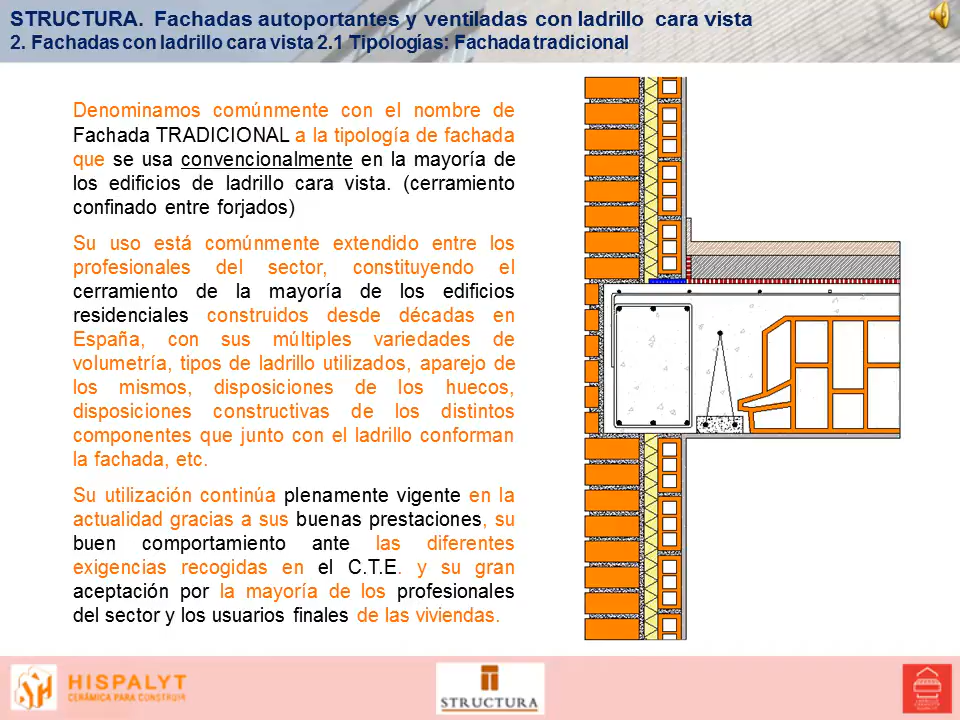 STRUCTURA. Fachadas autoportantes y ventiladas con ladrillo cara vista
2. Fachadas con ladrillo cara vista 2.1 Tipologías: Fachada tradicional
Denominamos comúnmente con el nombre de
Fachada TRADICIONAL a la tipología de fachada
que se usa convencionalmente en la mayoría de
los edificios de ladrillo cara vista. (cerramiento
confinado entre forjados)
Su uso está comúnmente extendido entre los
profesionales del sector, constituyendo el
cerramiento de la mayoría de los edificios
residenciales construidos desde décadas en
España, con sus múltiples variedades de
volumetría, tipos de ladrillo utilizados, aparejo de
los mismos, disposiciones de los huecos,
disposiciones constructivas de los distintos
componentes que junto con el ladrillo conforman
la fachada, etc.
Su utilización continúa plenamente vigente en la
actualidad gracias a sus buenas prestaciones, su
buen comportamiento ante las diferentes
exigencias recogidas en el C.T.E. y su gran
aceptación por la mayoría de los profesionales
del sector y los usuarios finales de las viviendas.
HISPALYT
CERÁMICA PARA CONSTRUIR
STRUCTURA